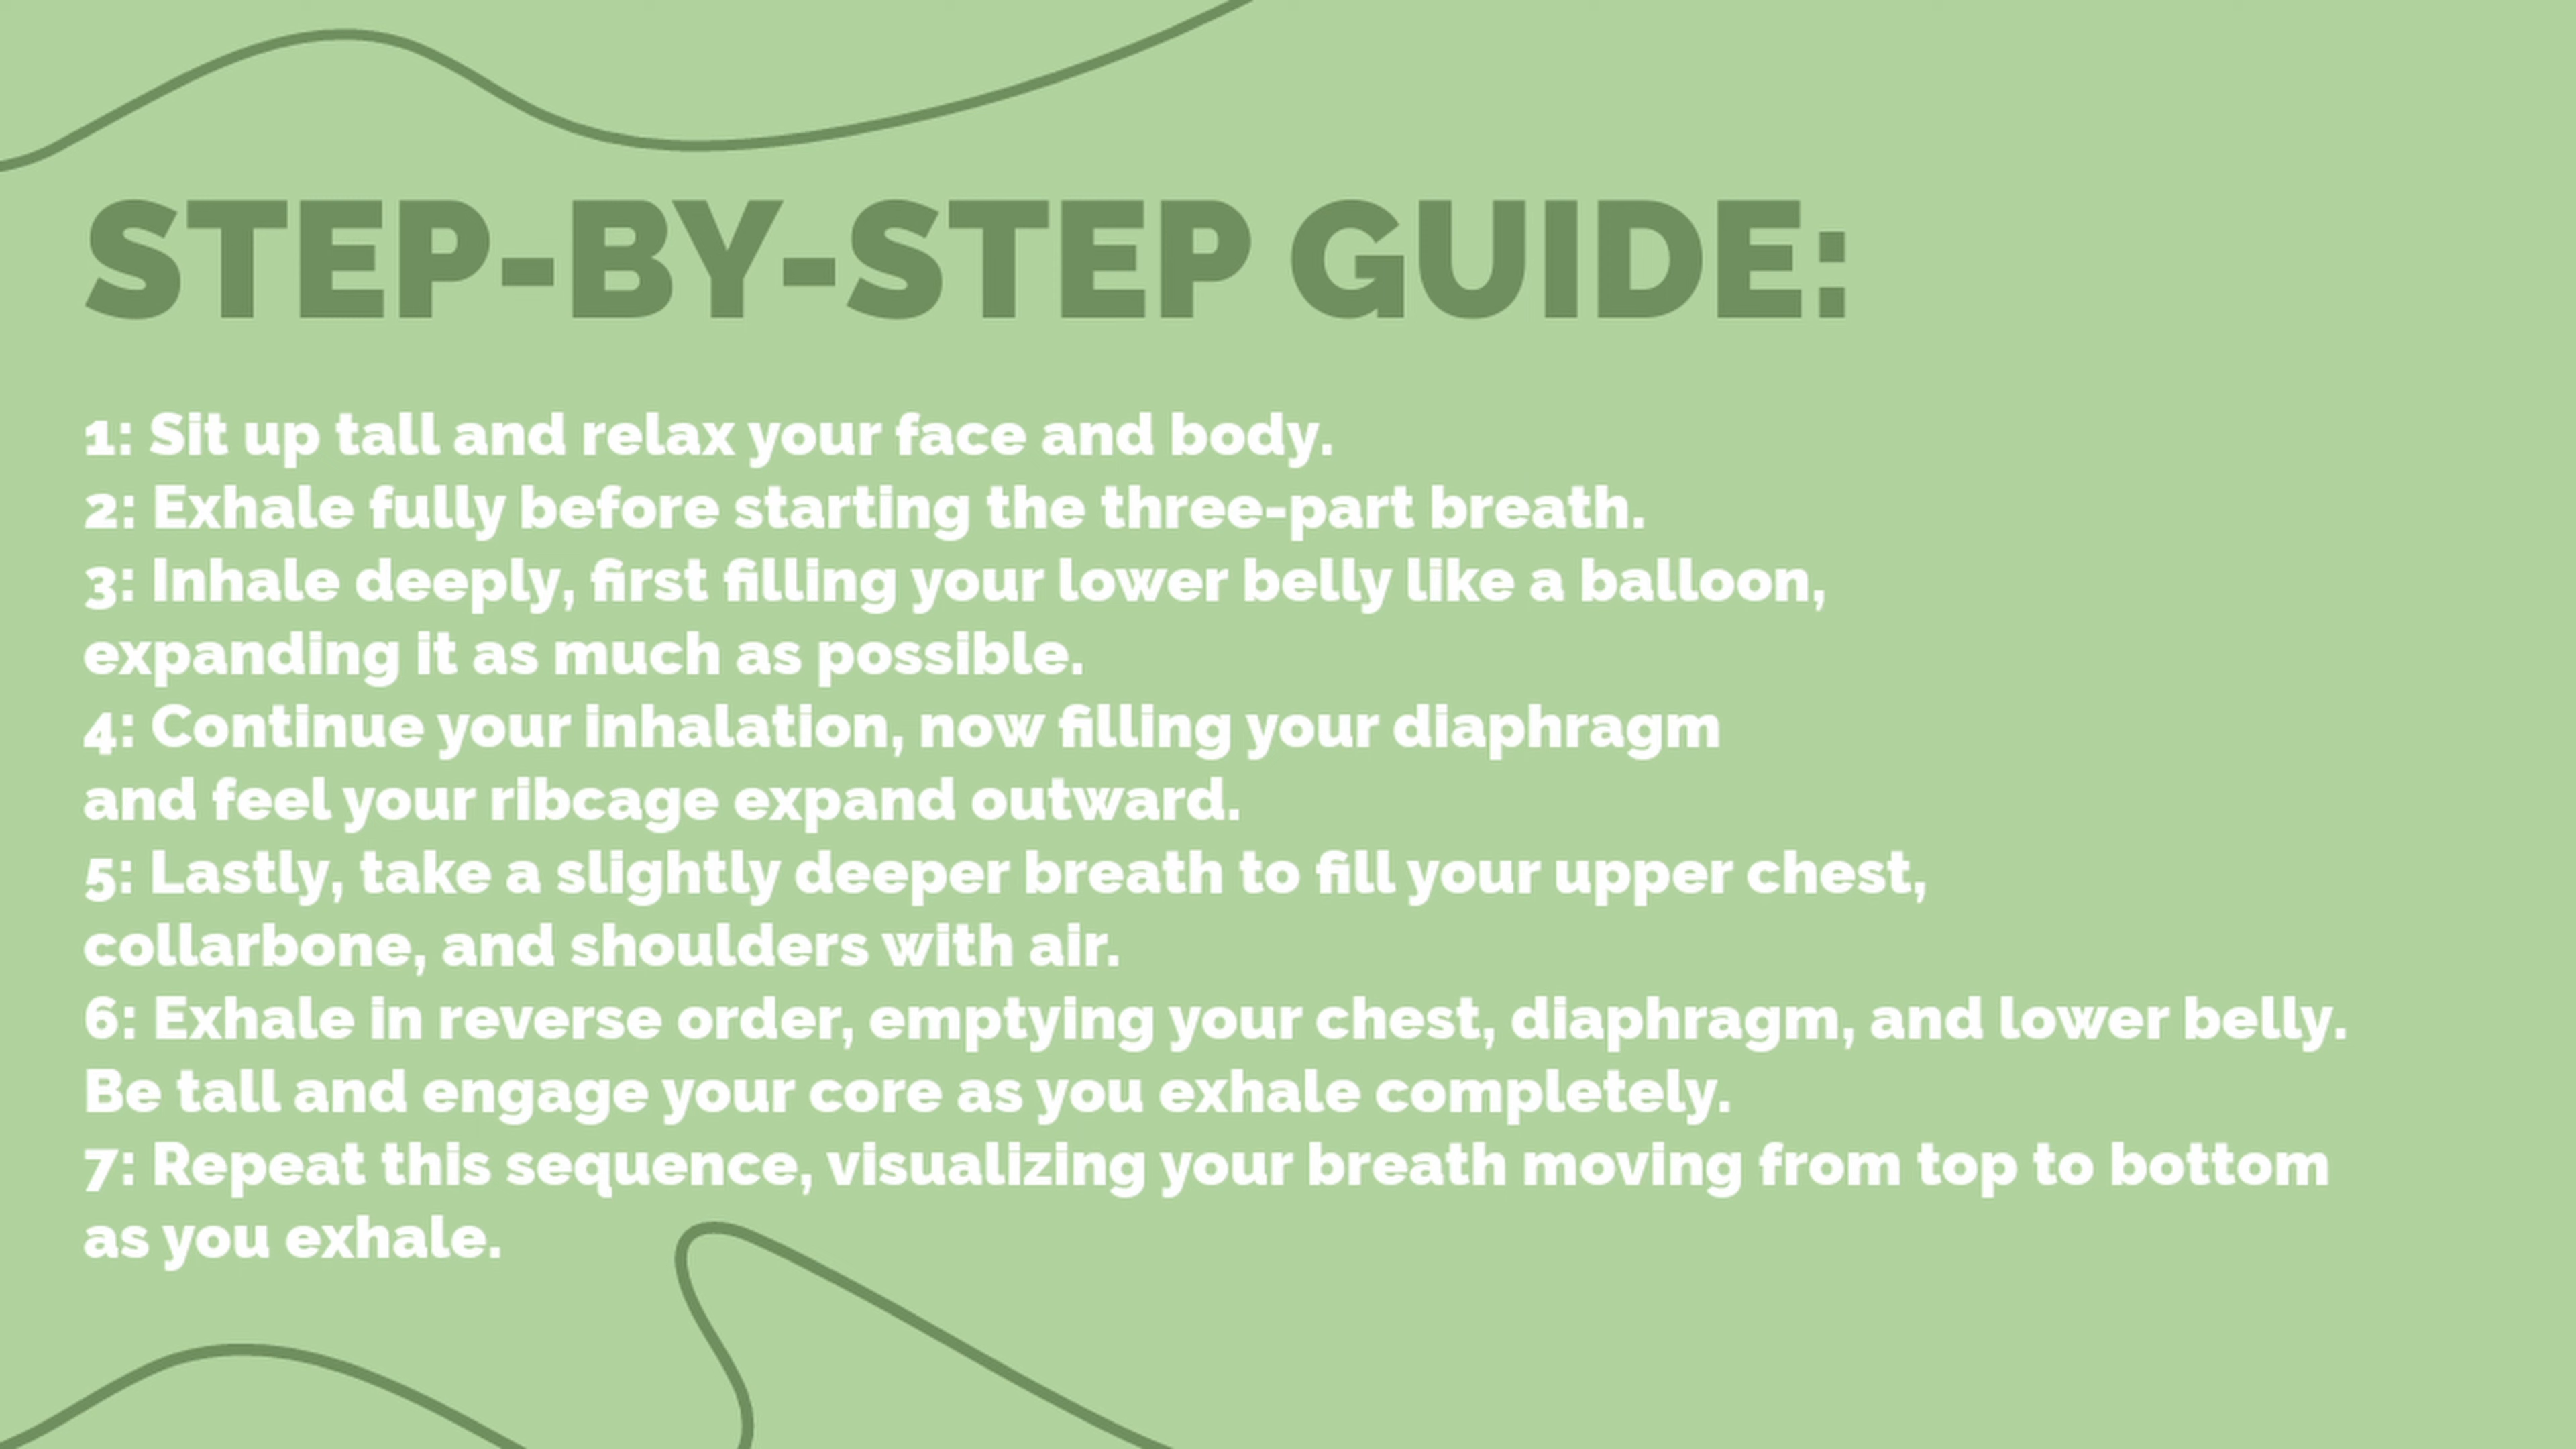 STEP-BY-STEP GUIDE:
1: Sit up tall and relax your face and body.
2: Exhale fully before starting the three-part breath.
3: Inhale deeply, first filling your lower belly like a balloon,
expanding it as much as possible.
4: Continue your inhalation, now filling your diaphragm
and feel your ribcage expand outward.
5: Lastly, take a slightly deeper breath to fill your upper chest,
collarbone, and shoulders with air.
6: Exhale in reverse order, emptying your chest, diaphragm, and lower belly.
Be tall and engage your core as you exhale completely.
7: Repeat this sequence, visualizing your breath moving from top to bottom
as you exhale.